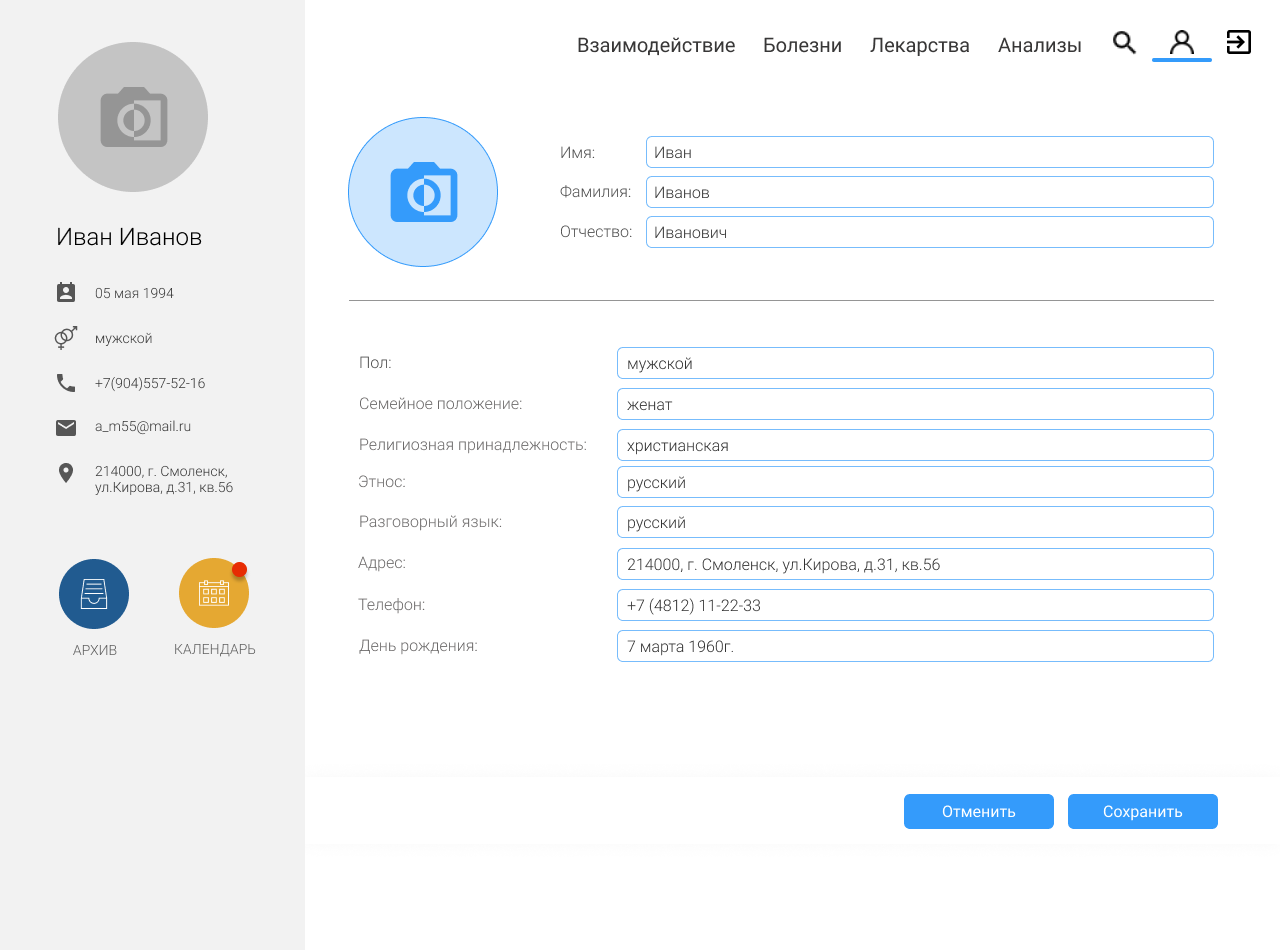 Взаимодействие Болезни Лекарства Анализы
Иван Иванов
05 мая 1994
мужской
+7(904)557-52-16
a_m55@mail.ru
214000, г. Смоленск,
ул.Кирова, д.31, кв.56
АРХИВ КАЛЕНДАРЬ
Имя: Иван
Фамилия: Иванов
Отчество: Иванович
Пол: мужской
Семейное положение: женат
Религиозная принадлежность: христианская
Этнос: русский
Разговорный язык: русский
Адрес: 214000, г. Смоленск, ул.Кирова, д.31, кв.56
Телефон: +7 (4812) 11-22-33
День рождения: 7 марта 1960г.
Отменить Сохранить